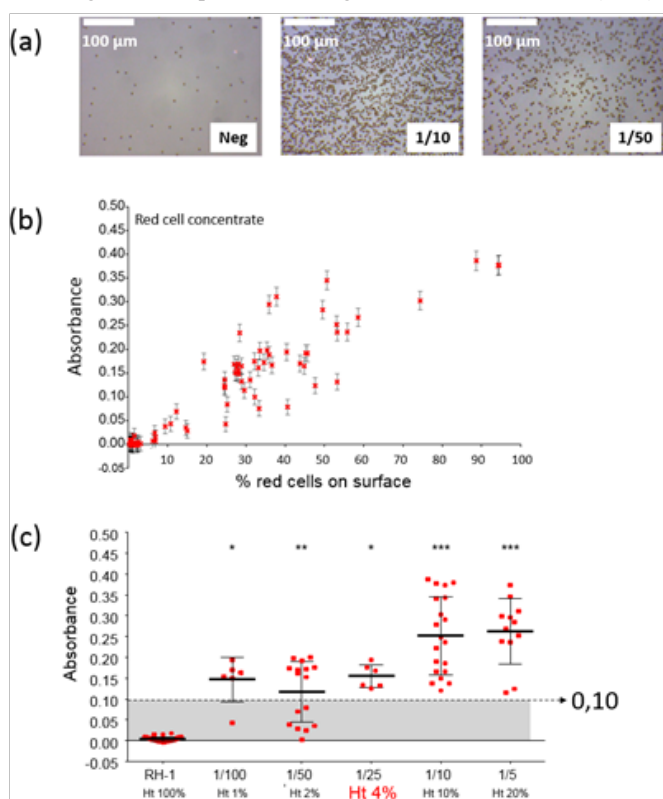 (a)
100 µm
100 µm
100 µm
Neg
1/10
1/50
(b)
Red cell concentrate
Absorbance
0.50
0.45
0.40
0.35
0.30
0.25
0.20
0.15
0.10
0.05
0.00
-0.05
10 20 30 40 50 60 70 80 90 100
% red cells on surface
(c)
Absorbance
0.50
0.45
0.40
0.35
0.30
0.25
0.20
0.15
0.10
0.05
0.00
-0.05
* ** * *** ***
0,10
RH-1 1/100 1/50 1/25 1/10 1/5
Ht 100% Ht 1% Ht 2% Ht 4% Ht 10% Ht 20%